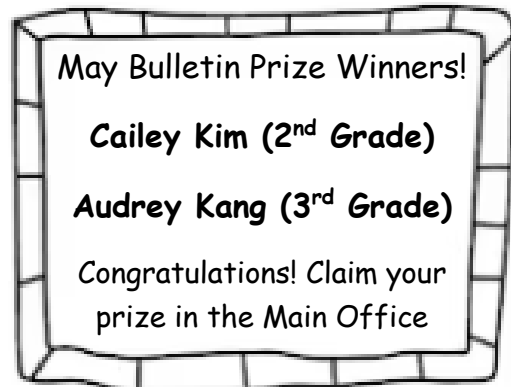 May Bulletin Prize Winners!
Cailey Kim (2nd Grade)
Audrey Kang (3rd Grade)
Congratulations! Claim your
prize in the Main Office